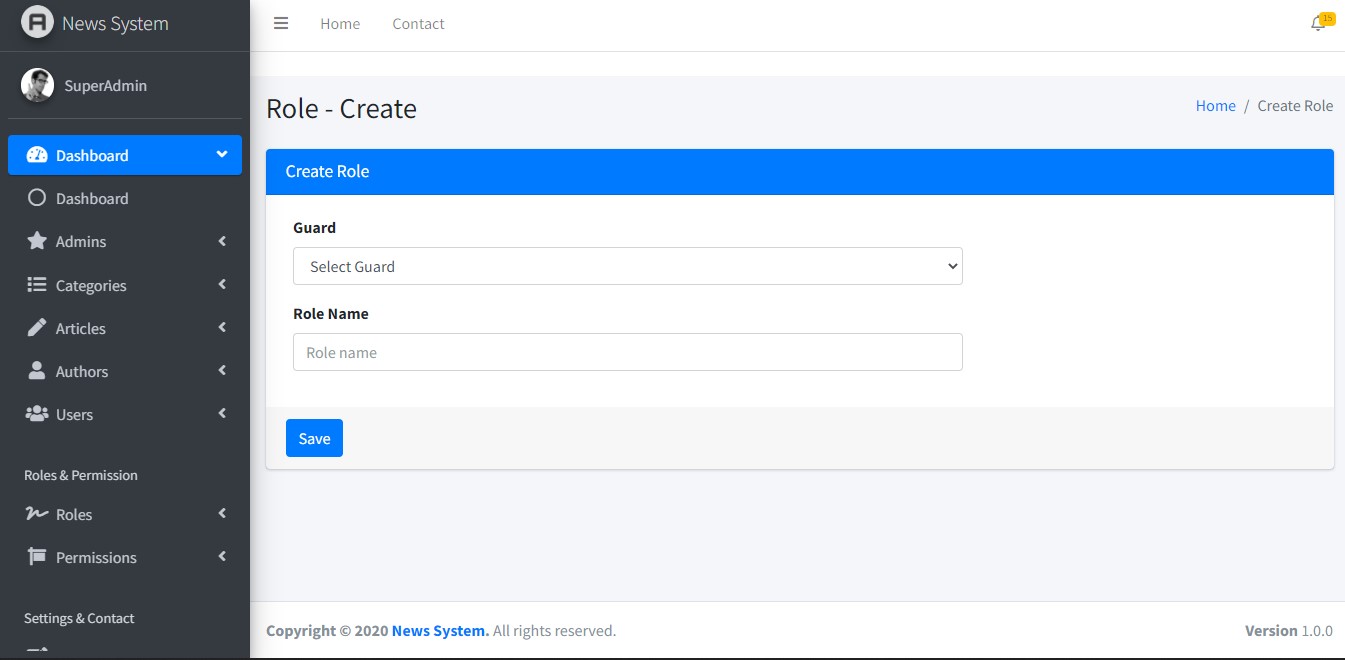 News System
Home
Contact
15
SuperAdmin
Role - Create
Home / Create Role
Dashboard
Dashboard
Admins
Categories
Articles
Authors
Users
Roles & Permission
Roles
Permissions
Settings & Contact
Create Role
Guard
Select Guard
Role Name
Role name
Save
Copyright © 2020 News System. All rights reserved.
Version 1.0.0